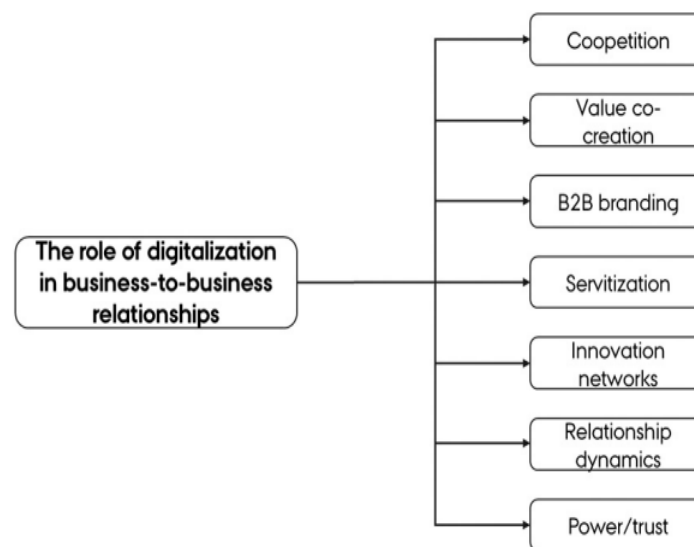 The role of digitalization
in business-to-business
relationships
Coopetition
Value co-
creation
B2B branding
Servitization
Innovation
networks
Relationship
dynamics
Power/trust